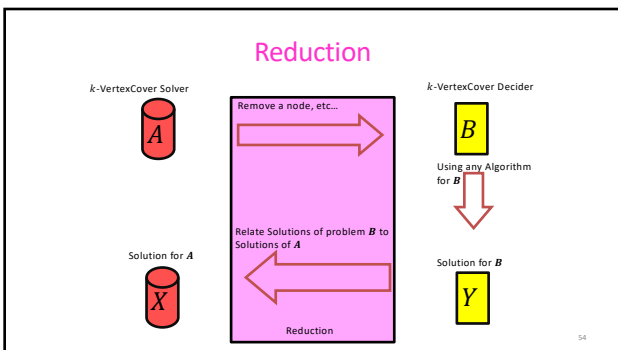 Reduction
k-VertexCover Solver
k-VertexCover Decider
Remove a node, etc…
A
B
Using any Algorithm
for B
Relate Solutions of problem B to
Solutions of A
Solution for A
Solution for B
X
Y
Reduction
54